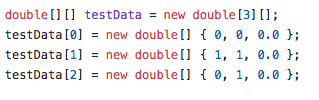 double[][] testData = new double[3][];
testData[0] = new double[] { 0, 0, 0.0 };
testData[1] = new double[] { 1, 1, 0.0 };
testData[2] = new double[] { 0, 1, 0.0 };